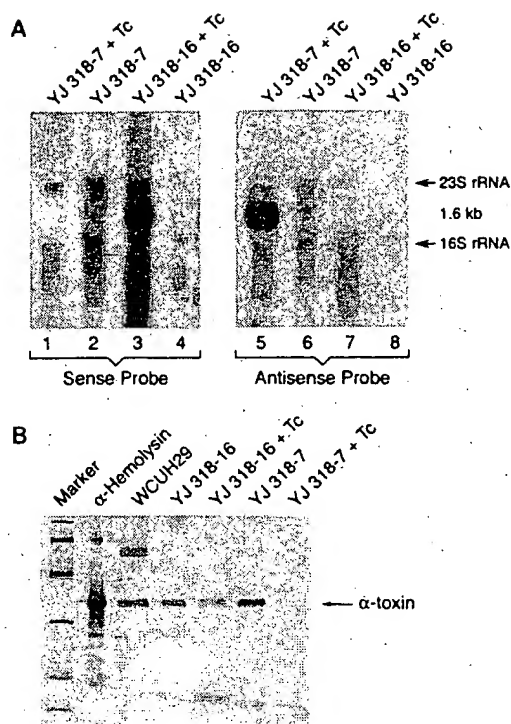 A
YJ 318-7 + Tc
YJ 318-7
YJ 318-16 + Tc
YJ 318-16
YJ 318-7 + Tc
YJ 318-7
YJ 318-16 + Tc
YJ 318-16
23S rRNA
1.6 kb
16S rRNA
1 2 3 4
5 6 7 8
Sense Probe
Antisense Probe
B
Marker
α-Hemolysin
WCUH29
YJ 318-16
YJ 318-16 + Tc
YJ 318-7
YJ 318-7 + Tc
α-toxin